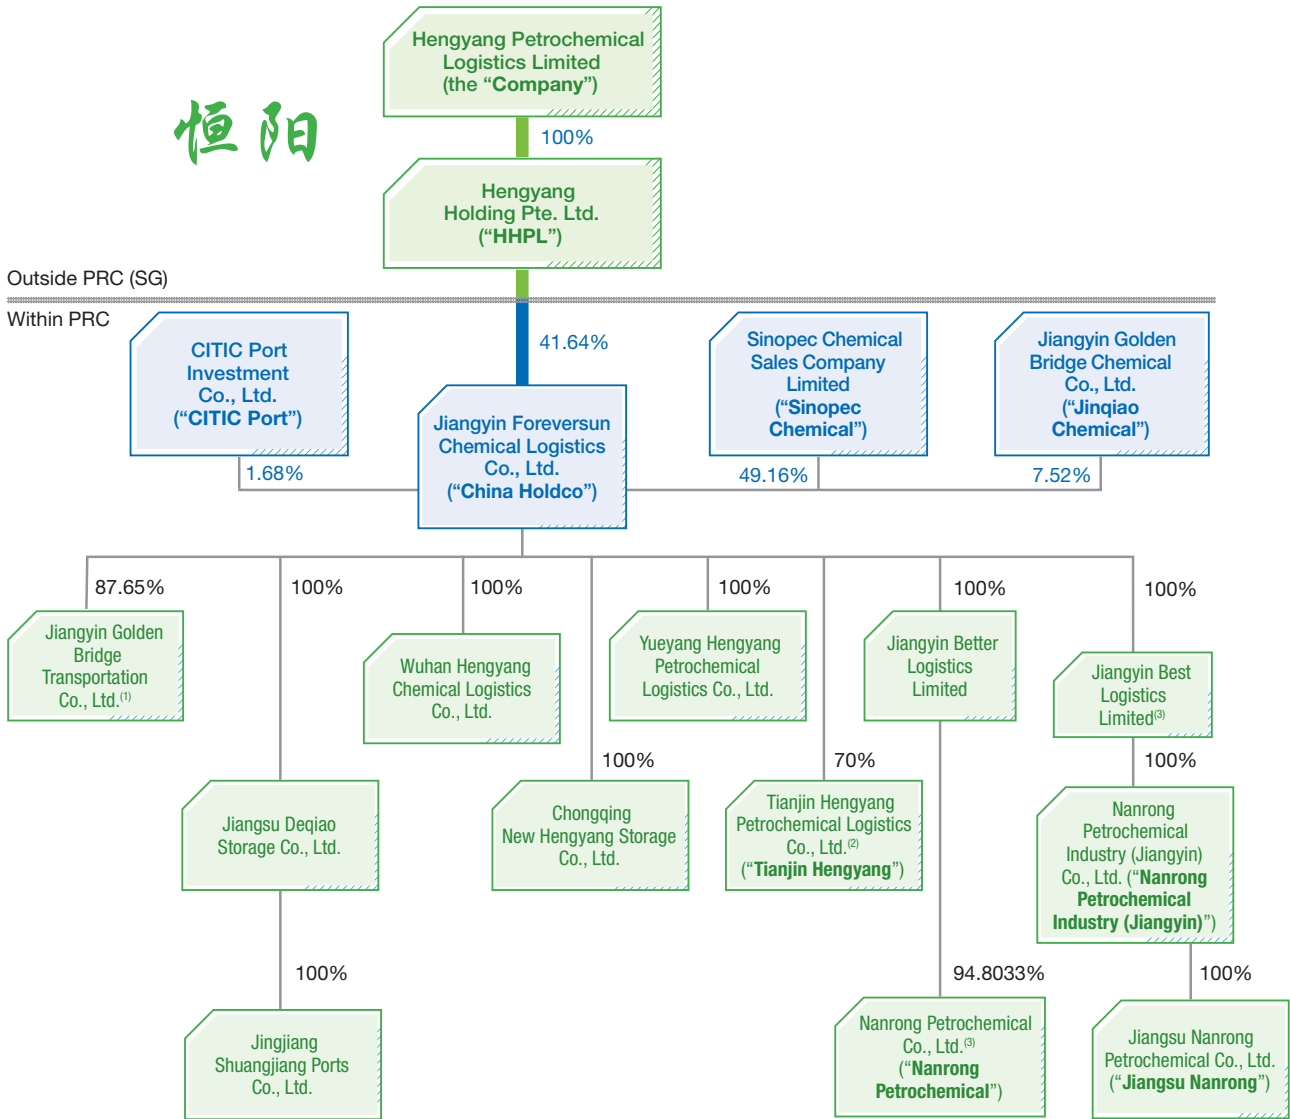 Hengyang Petrochemical
Logistics Limited
(the “Company”)
恒阳
100%
Hengyang
Holding Pte. Ltd.
(“HHPL”)
Outside PRC (SG)
Within PRC
CITIC Port
Investment
Co., Ltd.
(“CITIC Port”)
1.68%
41.64%
Jiangyin Foreversun
Chemical Logistics
Co., Ltd.
(“China Holdco”)
Sinopec Chemical
Sales Company
Limited
(“Sinopec
Chemical”)
49.16%
Jiangyin Golden
Bridge Chemical
Co., Ltd.
(“Jinqiao
Chemical”)
7.52%
87.65%
Jiangyin Golden
Bridge
Transportation
Co., Ltd.(1)
100%
Jiangsu Deqiao
Storage Co., Ltd.
100%
Jingjiang
Shuangjiang Ports
Co., Ltd.
100%
Wuhan Hengyang
Chemical Logistics
Co., Ltd.
100%
Chongqing
New Hengyang Storage
Co., Ltd.
100%
Yueyang Hengyang
Petrochemical
Logistics Co., Ltd.
70%
Tianjin Hengyang
Petrochemical Logistics
Co., Ltd.(2)
(“Tianjin Hengyang”)
100%
Jiangyin Better
Logistics
Limited
94.8033%
Nanrong Petrochemical
Co., Ltd.(3)
(“Nanrong
Petrochemical”)
100%
Jiangyin Best
Logistics
Limited(3)
100%
Nanrong
Petrochemical
Industry (Jiangyin)
Co., Ltd. (“Nanrong
Petrochemical
Industry (Jiangyin)”)
100%
Jiangsu Nanrong
Petrochemical Co., Ltd.
(“Jiangsu Nanrong”)